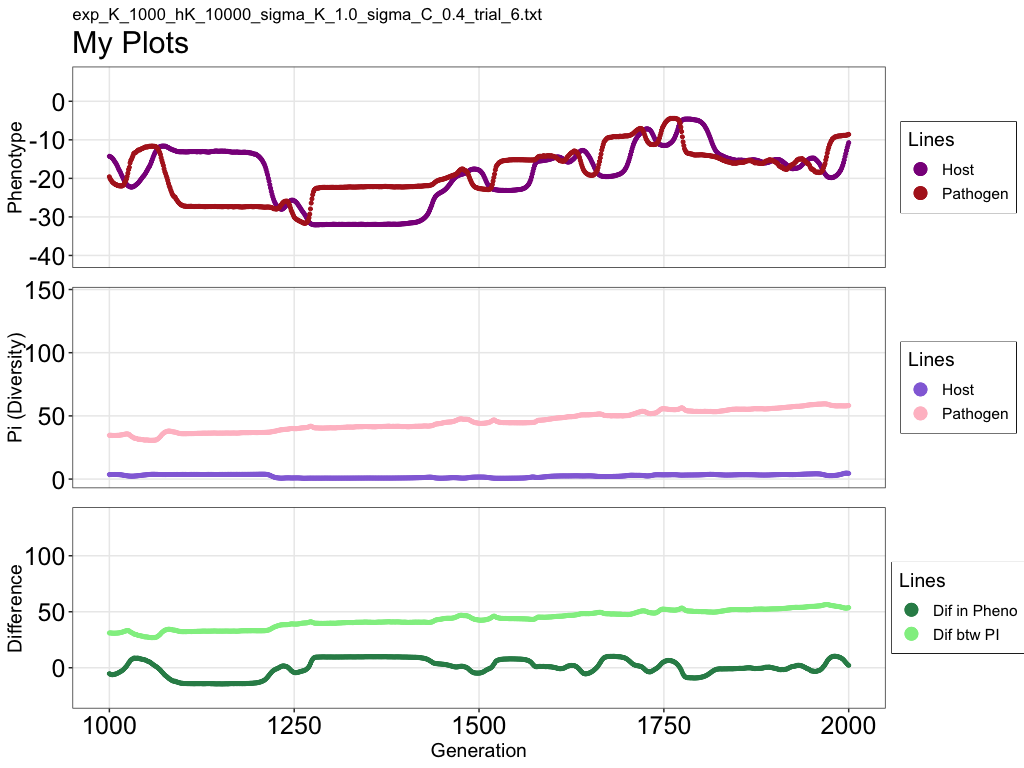 exp_K_1000_hK_10000_sigma_K_1.0_sigma_C_0.4_trial_6.txt
My Plots
Phenotype
0
-10
-20
-30
-40
Lines
Host
Pathogen
Pi (Diversity)
150
100
50
0
Lines
Host
Pathogen
Difference
100
50
0
Lines
Dif in Pheno
Dif btw PI
1000 1250 1500 1750 2000
Generation